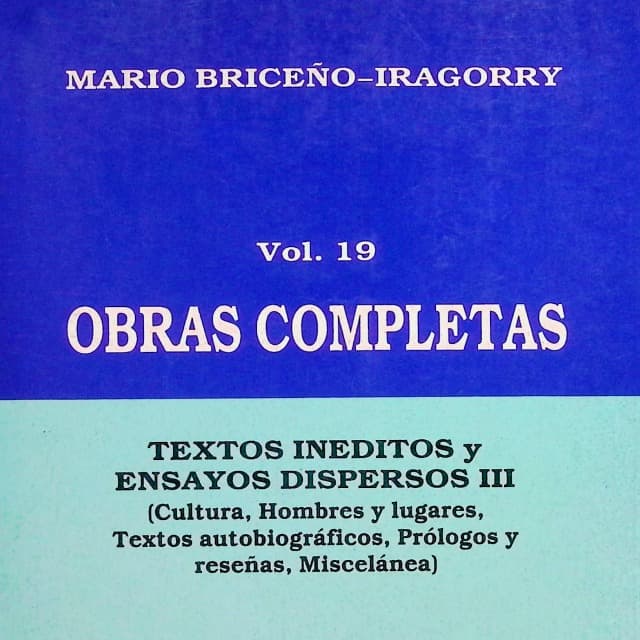 MARIO BRICEÑO–IRAGORRY
Vol. 19
OBRAS COMPLETAS
TEXTOS INEDITOS y
ENSAYOS DISPERSOS III
(Cultura, Hombres y lugares,
Textos autobiográficos, Prólogos y
reseñas, Miscelánea)